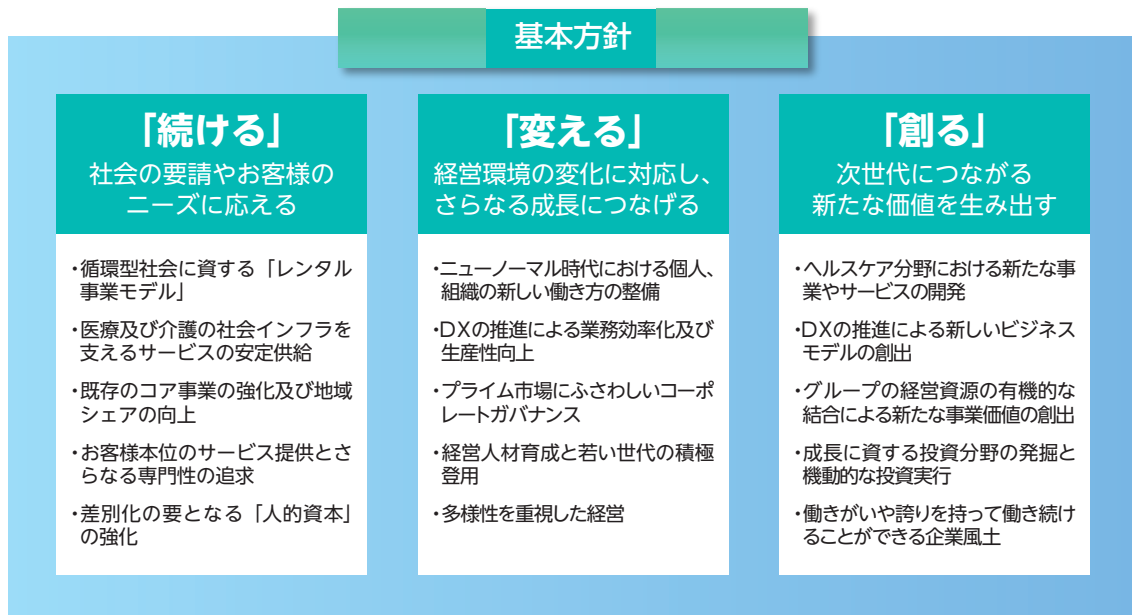 基本方針
「続ける」
社会の要請やお客様の
ニーズに応える
・循環型社会に資する「レンタル
事業モデル」
・医療及び介護の社会インフラを
支えるサービスの安定供給
・既存のコア事業の強化及び地域
シェアの向上
・お客様本位のサービス提供とさ
らなる専門性の追求
・差別化の要となる「人的資本」
の強化
「変える」
経営環境の変化に対応し、
さらなる成長につなげる
・ニューノーマル時代における個人、
組織の新しい働き方の整備
・DXの推進による業務効率化及び
生産性向上
・プライム市場にふさわしいコーポ
レートガバナンス
・経営人材育成と若い世代の積極
登用
・多様性を重視した経営
「創る」
次世代につながる
新たな価値を生み出す
・ヘルスケア分野における新たな事
業やサービスの開発
・DXの推進による新しいビジネス
モデルの創出
・グループの経営資源の有機的な
結合による新たな事業価値の創出
・成長に資する投資分野の発掘と
機動的な投資実行
・働きがいや誇りを持って働き続け
ることができる企業風土